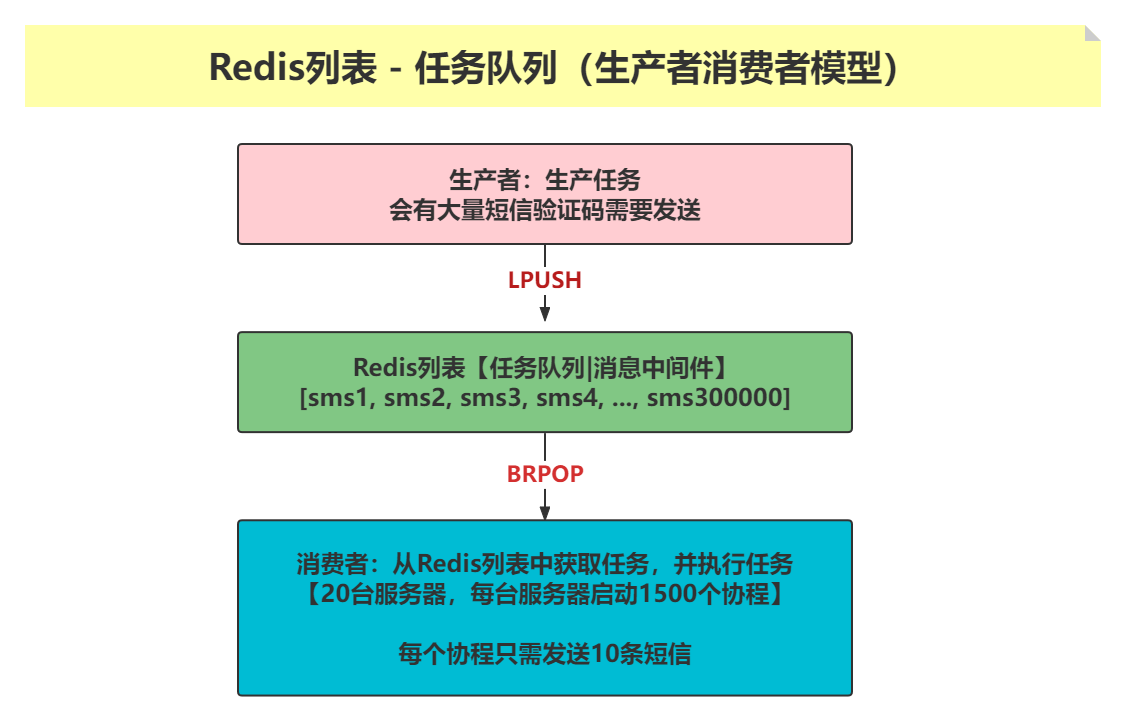 Redis列表 - 任务队列（生产者消费者模型）
生产者：生产任务
会有大量短信验证码需要发送
LPUSH
Redis列表【任务队列|消息中间件】
[sms1, sms2, sms3, sms4, ..., sms300000]
BRPOP
消费者：从Redis列表中获取任务，并执行任务
【20台服务器，每台服务器启动1500个协程】
每个协程只需发送10条短信